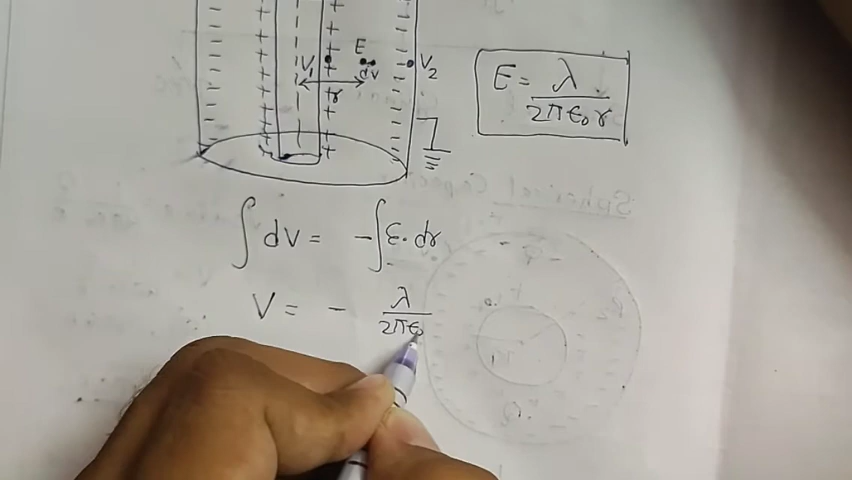 V₁ E V₂
dv
r
E = λ/2πε₀r
∫dV = -∫E·dr
V = - λ/2πε₀